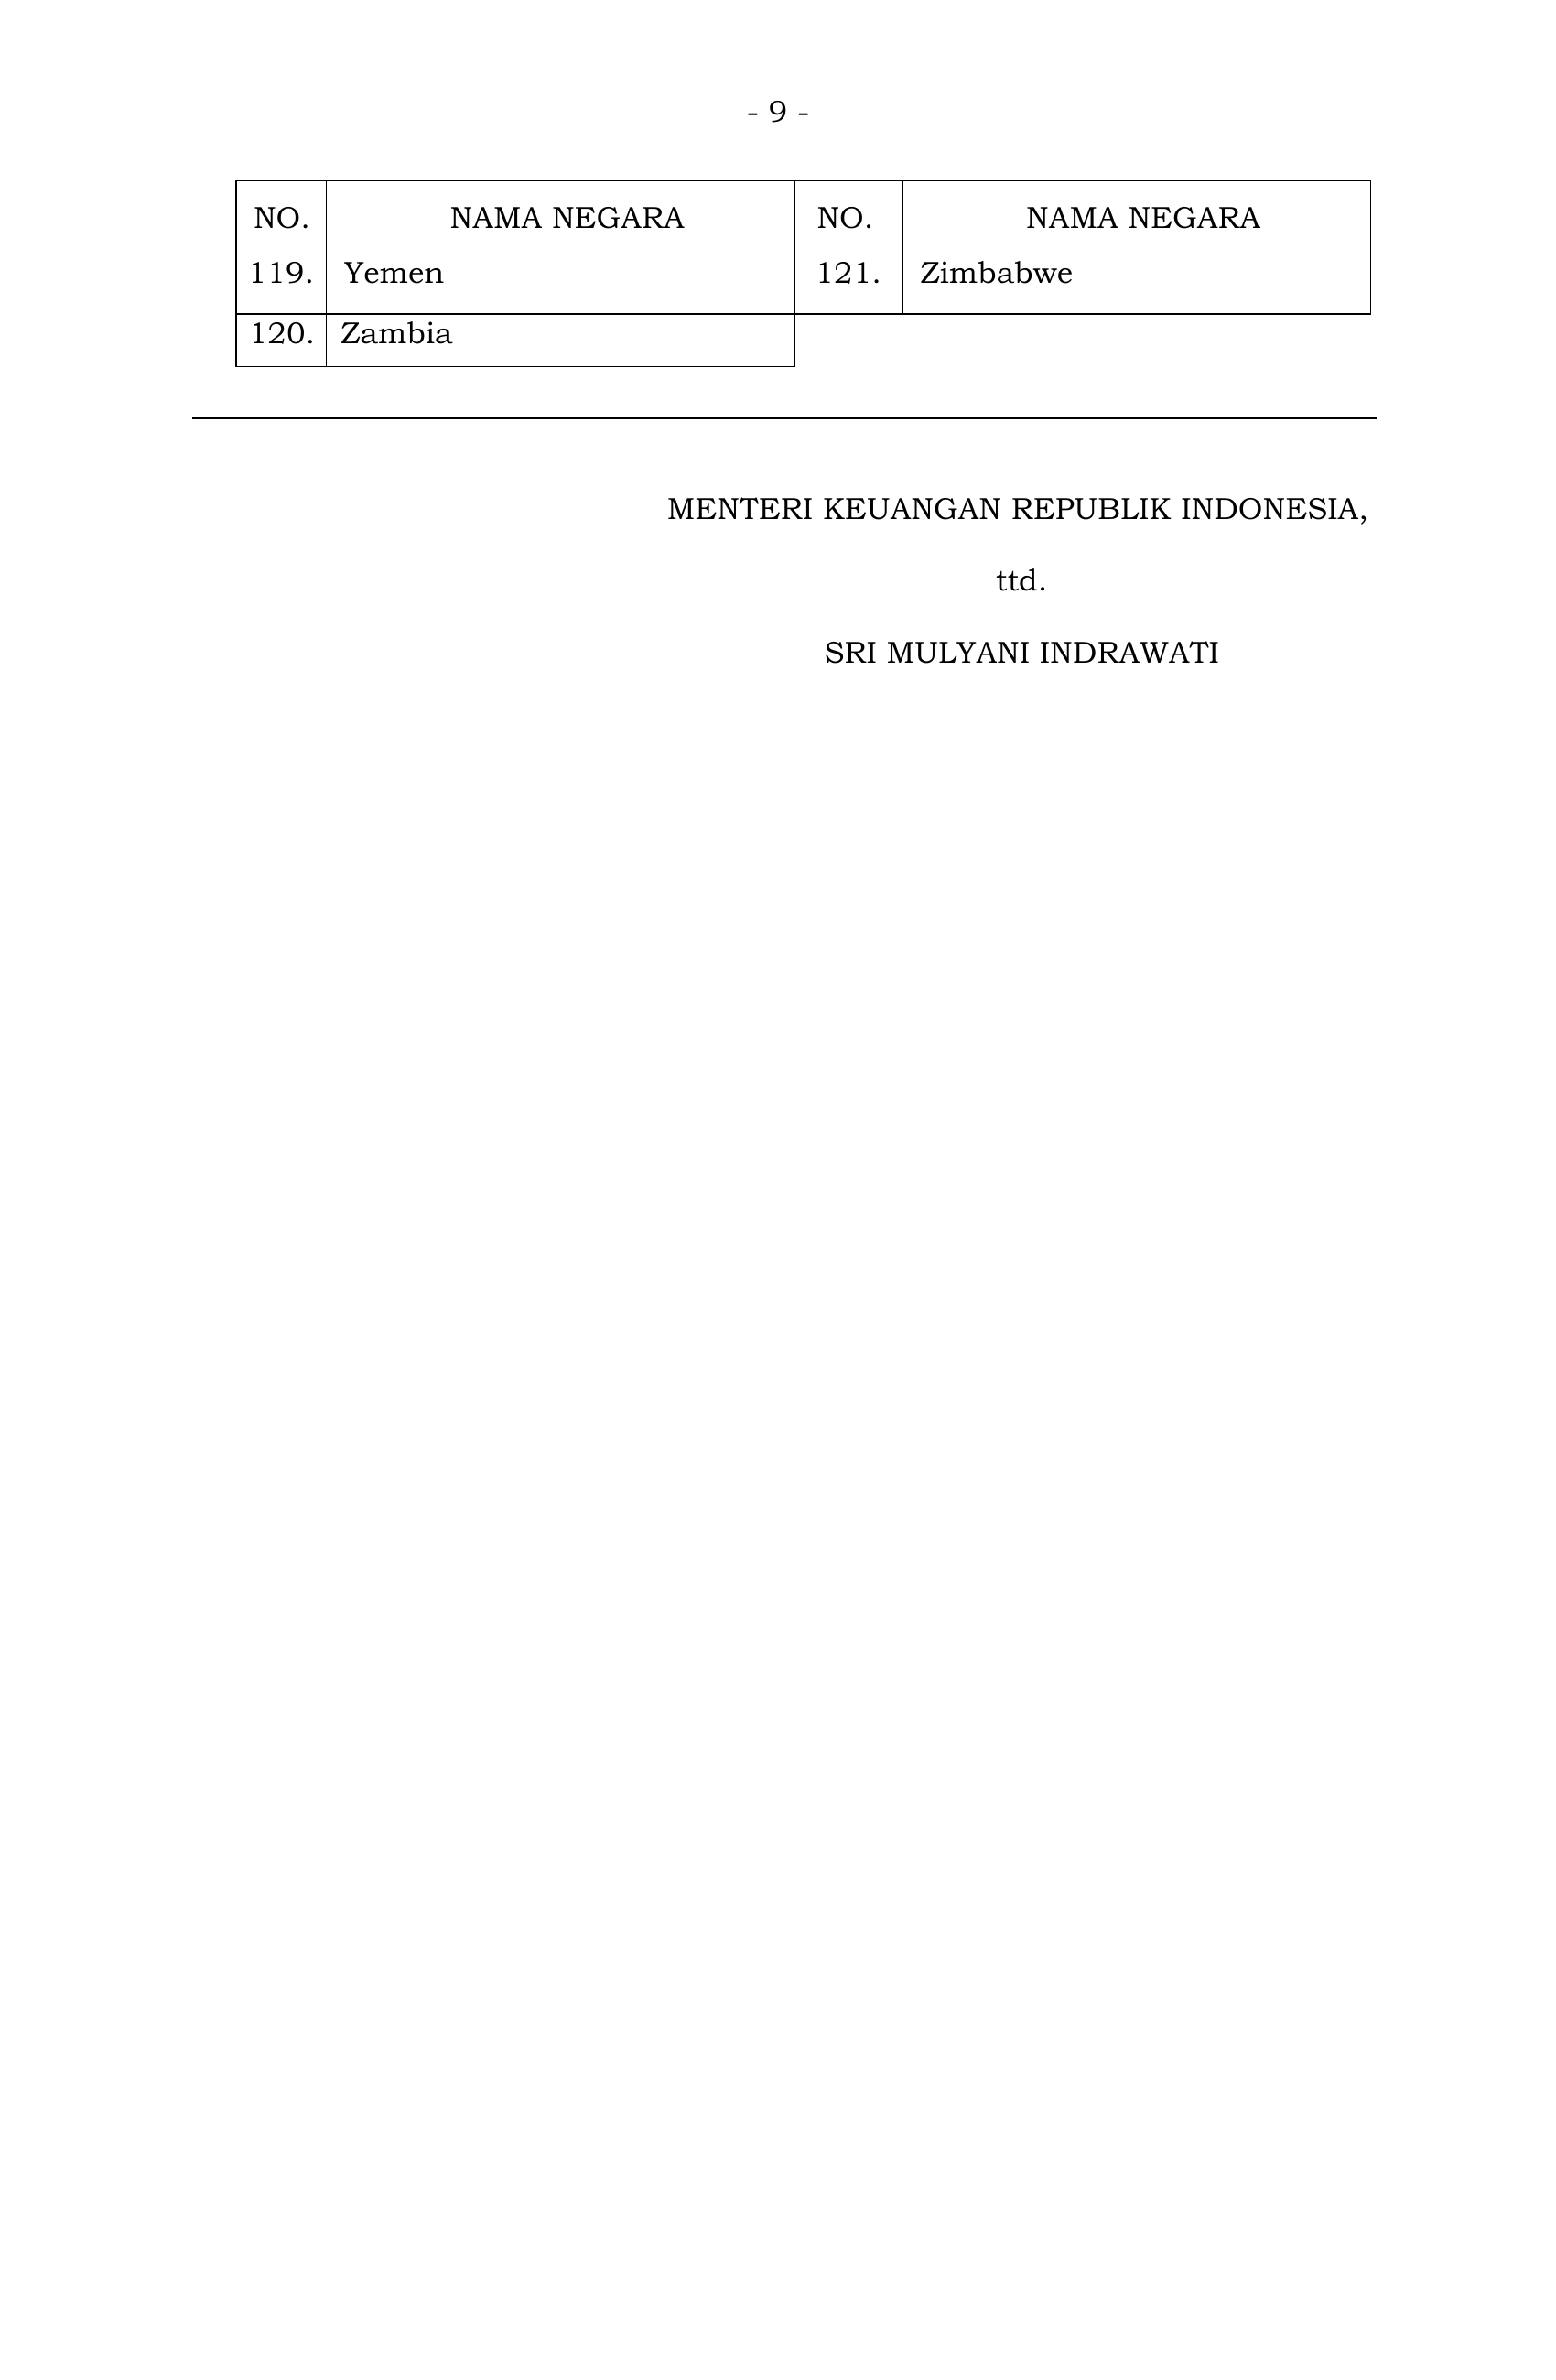 - 9 -
NO. NAMA NEGARA NO. NAMA NEGARA
119. Yemen 121. Zimbabwe
120. Zambia
MENTERI KEUANGAN REPUBLIK INDONESIA,
ttd.
SRI MULYANI INDRAWATI